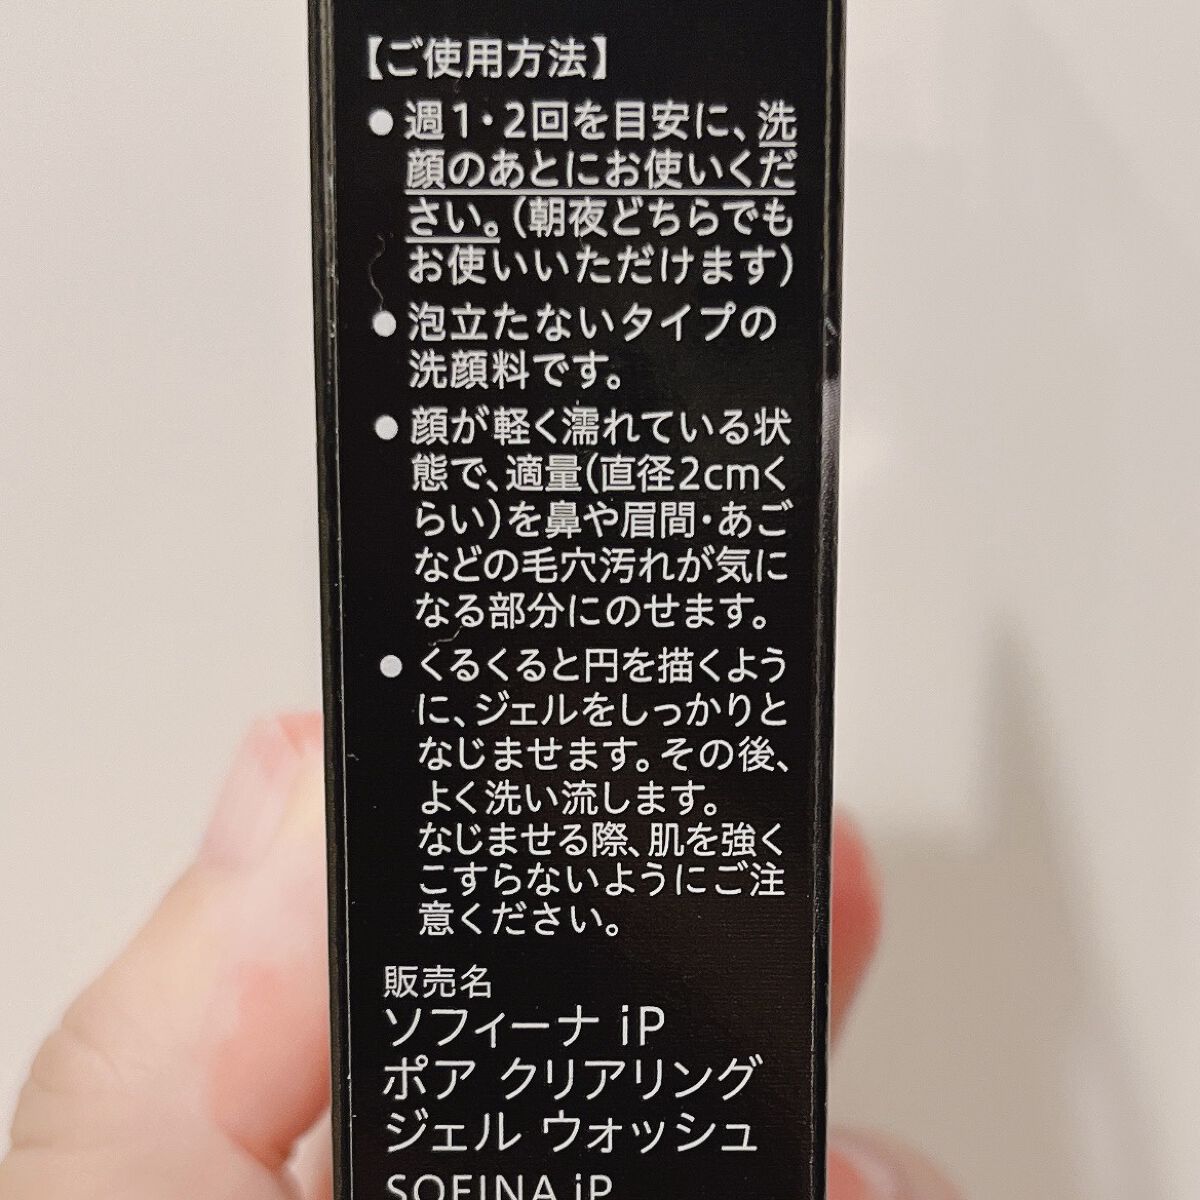 【ご使用方法】
●週1・2回を目安に、洗
顔のあとにお使いくだ
さい。(朝夜どちらでも
お使いいただけます)
●泡立たないタイプの
洗顔料です。
●顔が軽く濡れている状
態で、適量(直径2cmく
らい)を鼻や眉間・あご
などの毛穴汚れが気に
なる部分にのせます。
●くるくると円を描くよう
に、ジェルをしっかりと
なじませます。その後、
よく洗い流します。
なじませる際、肌を強く
こすらないようにご注
意ください。
販売名
ソフィーナ iP
ポア クリアリング
ジェル ウォッシュ
SOFINA iP